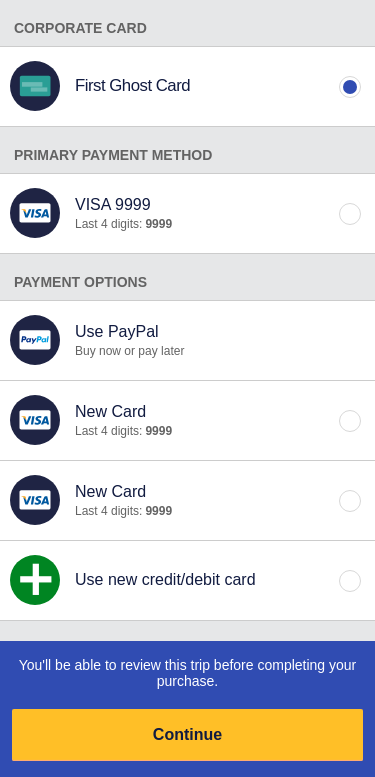 CORPORATE CARD
First Ghost Card
PRIMARY PAYMENT METHOD
VISA
VISA 9999
Last 4 digits: 9999
PAYMENT OPTIONS
PayPal
Use PayPal
Buy now or pay later
VISA
New Card
Last 4 digits: 9999
VISA
New Card
Last 4 digits: 9999
Use new credit/debit card
You'll be able to review this trip before completing your
purchase.
Continue